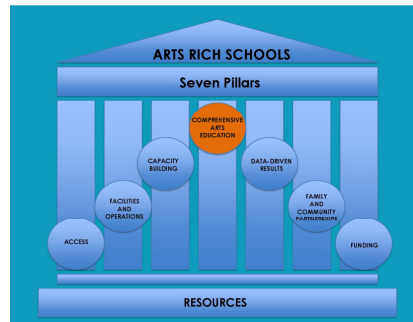 ARTS RICH SCHOOLS
Seven Pillars
COMPREHENSIVE
ARTS
EDUCATION
CAPACITY
BUILDING
DATA-DRIVEN
RESULTS
FACILITIES
AND
OPERATIONS
FAMILY
AND
COMMUNITY
PARTNERSHIPS
ACCESS
FUNDING
RESOURCES